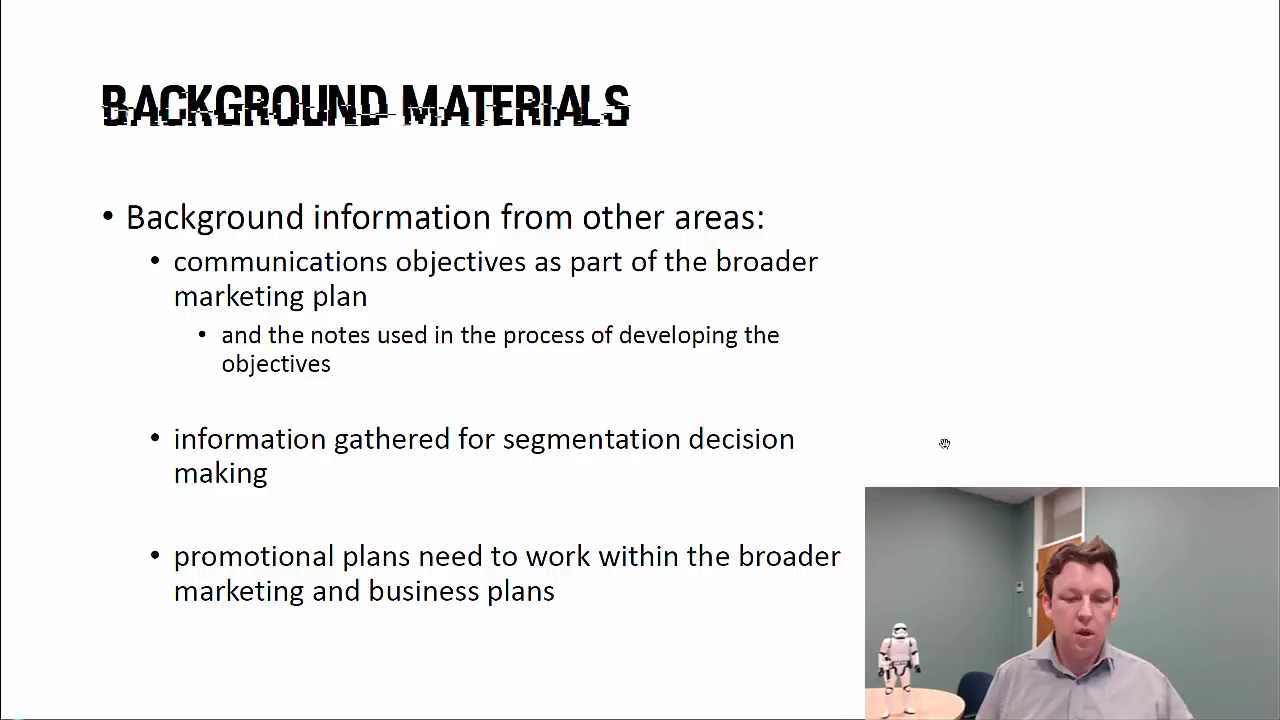 BACKGROUND MATERIALS
• Background information from other areas:
• communications objectives as part of the broader
marketing plan
• and the notes used in the process of developing the
objectives
• information gathered for segmentation decision
making
• promotional plans need to work within the broader
marketing and business plans